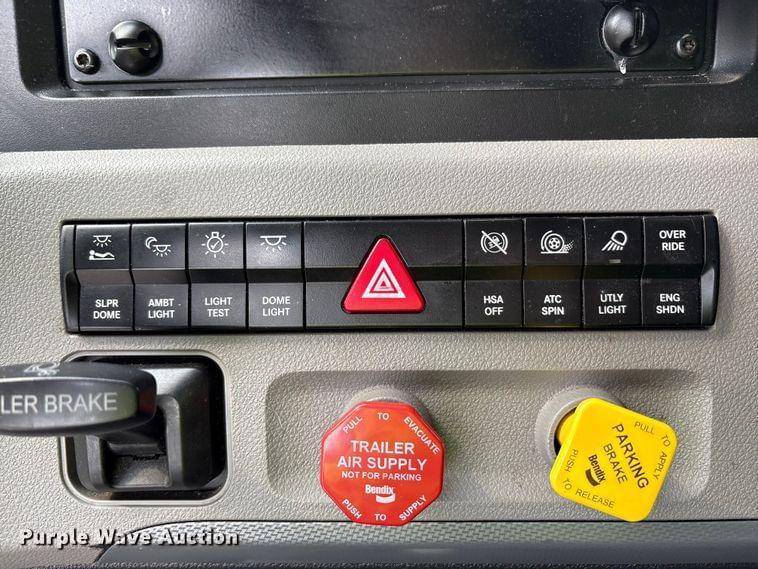 OVER
RIDE
SLPR
DOME
AMBT
LIGHT
LIGHT
TEST
DOME
LIGHT
HSA
OFF
ATC
SPIN
UTLY
LIGHT
ENG
SHDN
LER BRAKE
PULL TO EVACUATE
TRAILER
AIR SUPPLY
NOT FOR PARKING
Bendix
PUSH TO SUPPLY
PULL TO APPLY
PARKING
BRAKE
Bendix
PUSH TO RELEASE
Purple Wave Auction